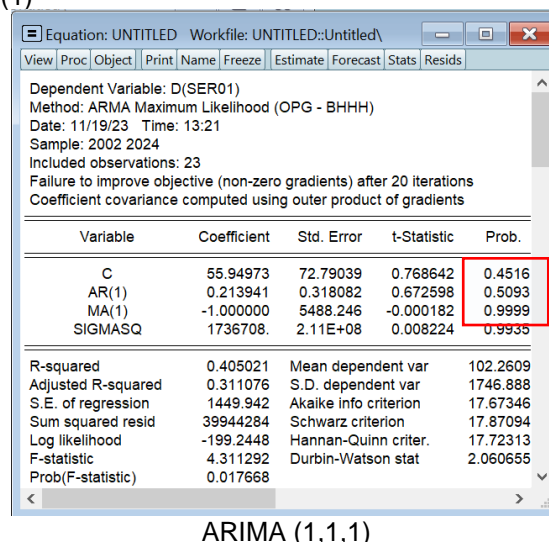 (1)
Equation: UNTITLED Workfile: UNTITLED::Untitled\
View Proc Object Print Name Freeze Estimate Forecast Stats Resids
Dependent Variable: D(SER01)
Method: ARMA Maximum Likelihood (OPG - BHHH)
Date: 11/19/23 Time: 13:21
Sample: 2002 2024
Included observations: 23
Failure to improve objective (non-zero gradients) after 20 iterations
Coefficient covariance computed using outer product of gradients
Variable Coefficient Std. Error t-Statistic Prob.
C 55.94973 72.79039 0.768642 0.4516
AR(1) 0.213941 0.318082 0.672598 0.5093
MA(1) -1.000000 5488.246 -0.000182 0.9999
SIGMASQ 1736708. 2.11E+08 0.008224 0.9935
R-squared 0.405021 Mean dependent var 102.2609
Adjusted R-squared 0.311076 S.D. dependent var 1746.888
S.E. of regression 1449.942 Akaike info criterion 17.67346
Sum squared resid 39944284 Schwarz criterion 17.87094
Log likelihood -199.2448 Hannan-Quinn criter. 17.72313
F-statistic 4.311292 Durbin-Watson stat 2.060655
Prob(F-statistic) 0.017668
ARIMA (1,1,1)